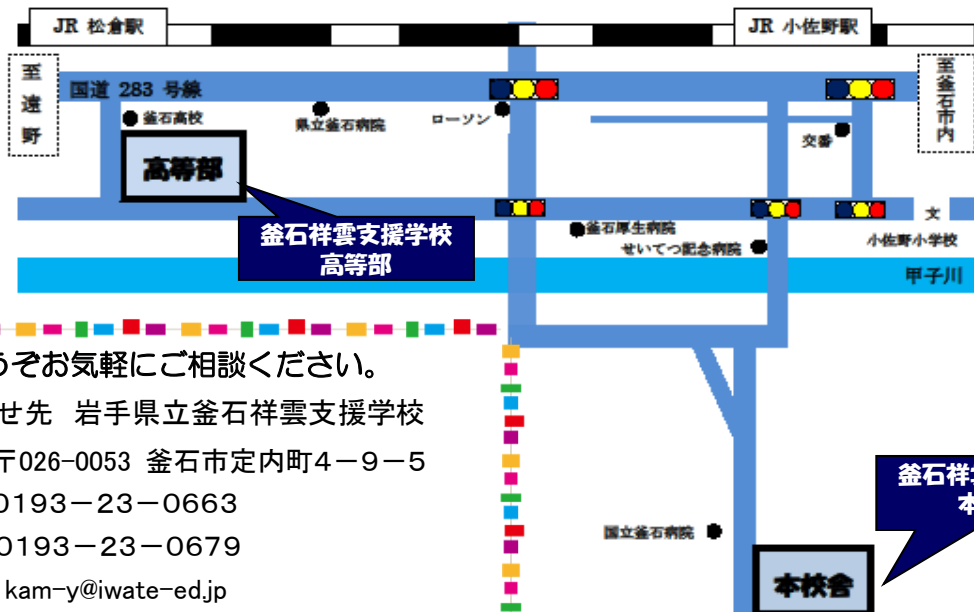 JR 松倉駅
JR 小佐野駅
至遠野
国道 283 号線
至釜石市内
釜石高校
県立釜石病院
ローソン
交番
高等部
釜石祥雲支援学校
高等部
釜石厚生病院
せいてつ記念病院
文
小佐野小学校
甲子川
うぞお気軽にご相談ください。
せ先 岩手県立釜石祥雲支援学校
〒026-0053 釜石市定内町4-9-5
0193-23-0663
0193-23-0679
kam-y@iwate-ed.jp
国立釜石病院
釜石祥
本
本校舎